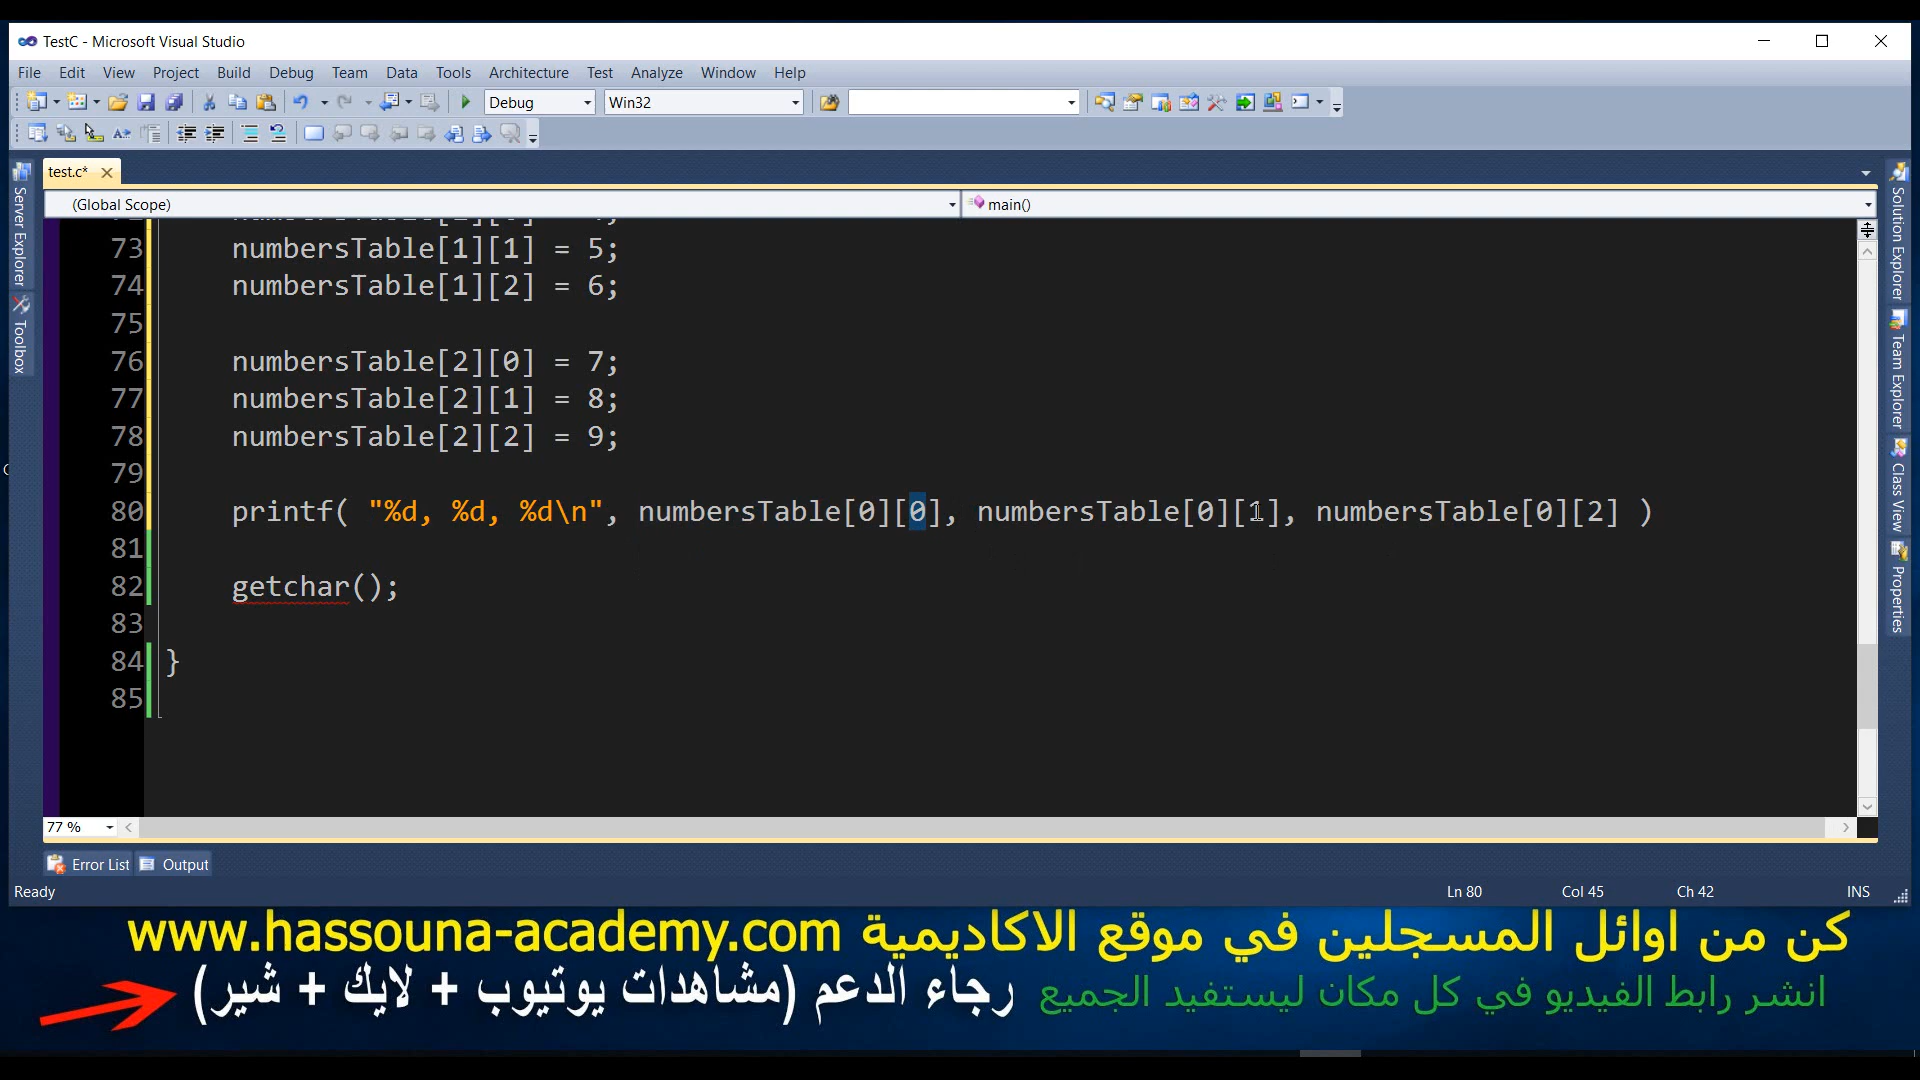 TestC - Microsoft Visual Studio
File Edit View Project Build Debug Team Data Tools Architecture Test Analyze Window Help
Debug Win32
test.c*
(Global Scope) main()
Server Explorer
Toolbox
Solution Explorer
Team Explorer
Class View
Properties
73 numbersTable[1][1] = 5;
74 numbersTable[1][2] = 6;
75
76 numbersTable[2][0] = 7;
77 numbersTable[2][1] = 8;
78 numbersTable[2][2] = 9;
79
80 printf( "%d, %d, %d\n", numbersTable[0][0], numbersTable[0][1], numbersTable[0][2] )
81
82 getchar();
83
84 }
85
77 %
Error List Output
Ready Ln 80 Col 45 Ch 42 INS
كن من اوائل المسجلين في موقع الاكاديمية www.hassouna-academy.com
انشر رابط الفيديو في كل مكان ليستفيد الجميع رجاء الدعم (مشاهدات يوتيوب + لايك + شير)